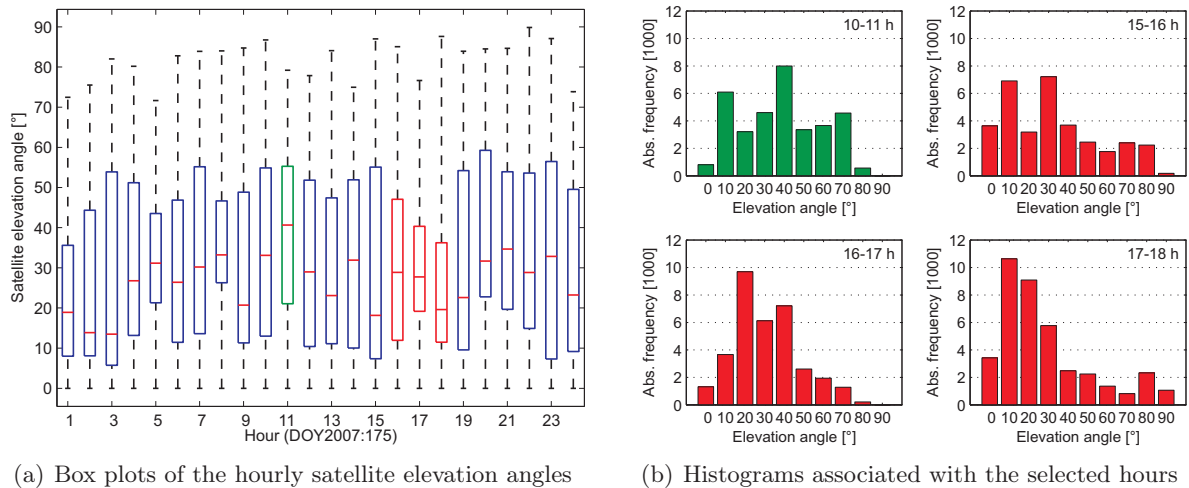 90
80
70
60
50
40
30
20
10
0
Satellite elevation angle [°]
1 3 5 7 9 11 13 15 17 19 21 23
Hour (DOY2007:175)
(a) Box plots of the hourly satellite elevation angles
12
10
8
6
4
2
0
Abs. frequency [1000]
10-11 h
0 10 20 30 40 50 60 70 80 90
Elevation angle [°]
12
10
8
6
4
2
0
Abs. frequency [1000]
15-16 h
0 10 20 30 40 50 60 70 80 90
Elevation angle [°]
12
10
8
6
4
2
0
Abs. frequency [1000]
16-17 h
0 10 20 30 40 50 60 70 80 90
Elevation angle [°]
12
10
8
6
4
2
0
Abs. frequency [1000]
17-18 h
0 10 20 30 40 50 60 70 80 90
Elevation angle [°]
(b) Histograms associated with the selected hours